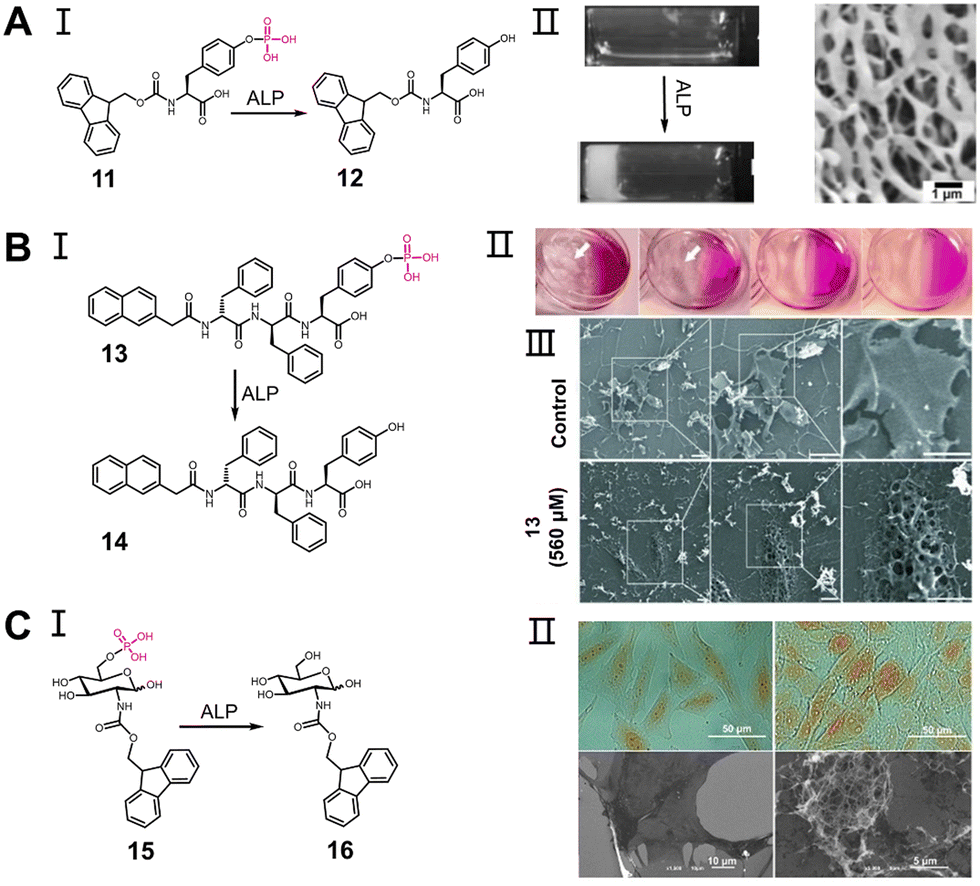 A I
O
O P OH
OH
O
O N
H
OH
O
ALP
OH
O
O N
H
OH
O
11
12
II
ALP
1 µm
B I
O
O P OH
OH
O
N
H
O
H
N
O
N
H
OH
O
13
ALP
OH
O
N
H
O
H
N
O
N
H
OH
O
14
II
III
Control
13
(560 µM)
C I
O OH
P
O OH
O
HO
HO OH
NH
O
O
ALP
HO
O
HO
HO OH
NH
O
O
15
16
II
50 µm
50 µm
10 µm
5 µm